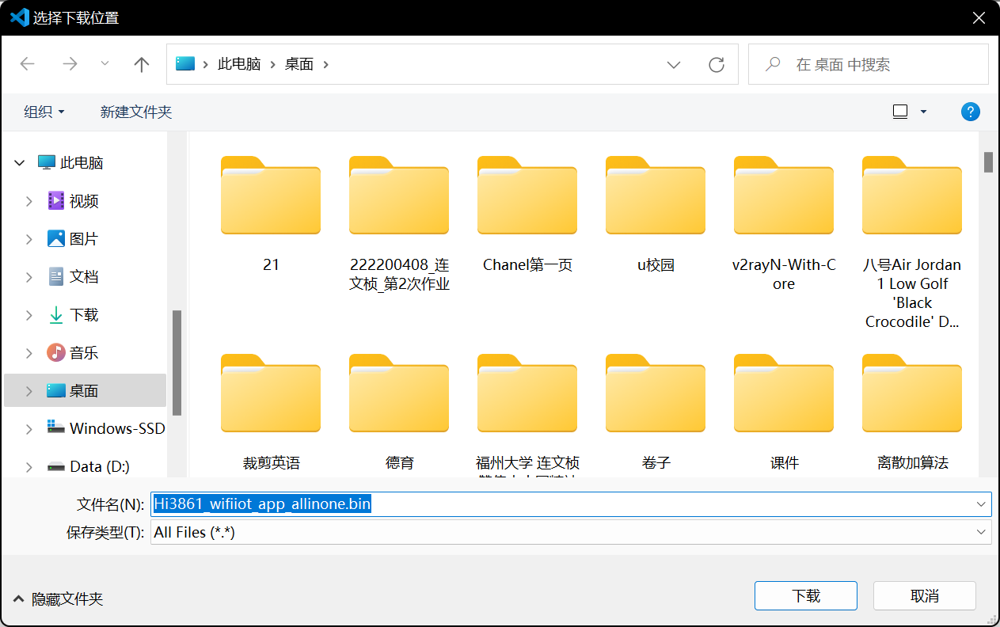 选择下载位置
此电脑 桌面
在 桌面 中搜索
组织 新建文件夹
此电脑
视频
图片
文档
下载
音乐
桌面
Windows-SSD
Data (D:)
21
222200408_连
文桢_第2次作业
Chanel第一页
u校园
v2rayN-With-C
ore
八号Air Jordan
1 Low Golf
'Black
Crocodile' D...
裁剪英语
德育
福州大学 连文桢
卷子
课件
离散加算法
文件名(N): Hi3861_wifiiot_app_allinone.bin
保存类型(T): All Files (*.*)
隐藏文件夹
下载
取消